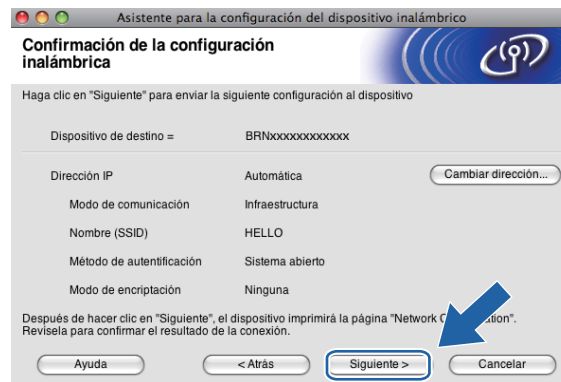 Asistente para la configuración del dispositivo inalámbrico
Confirmación de la configuración
inalámbrica
Haga clic en "Siguiente" para enviar la siguiente configuración al dispositivo
Dispositivo de destino = BRNxxxxxxxxxxxx
Dirección IP Automática Cambiar dirección...
Modo de comunicación Infraestructura
Nombre (SSID) HELLO
Método de autentificación Sistema abierto
Modo de encriptación Ninguna
Después de hacer clic en "Siguiente", el dispositivo imprimirá la página "Network
Revisela para confirmar el resultado de la conexión.
Ayuda < Atrás Siguiente > Cancelar